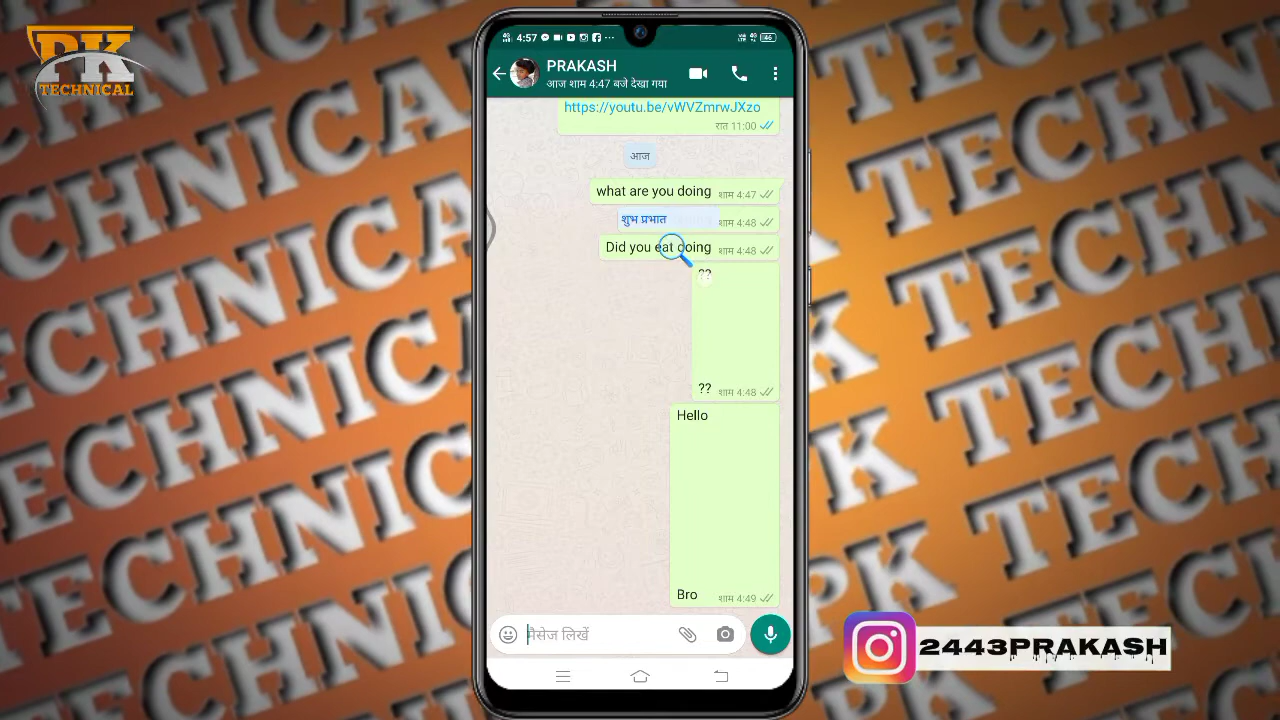 PK
TECHNICAL
4:57
46
PRAKASH
आज शाम 4:47 बजे देखा गया
https://youtu.be/vWVZmrwJXzo
रात 11:00
आज
what are you doing शाम 4:47
शुभ प्रभात शाम 4:48
Did you eat doing शाम 4:48
??
?? शाम 4:48
Hello
Bro शाम 4:49
मैसेज लिखें
2443PRAKASH